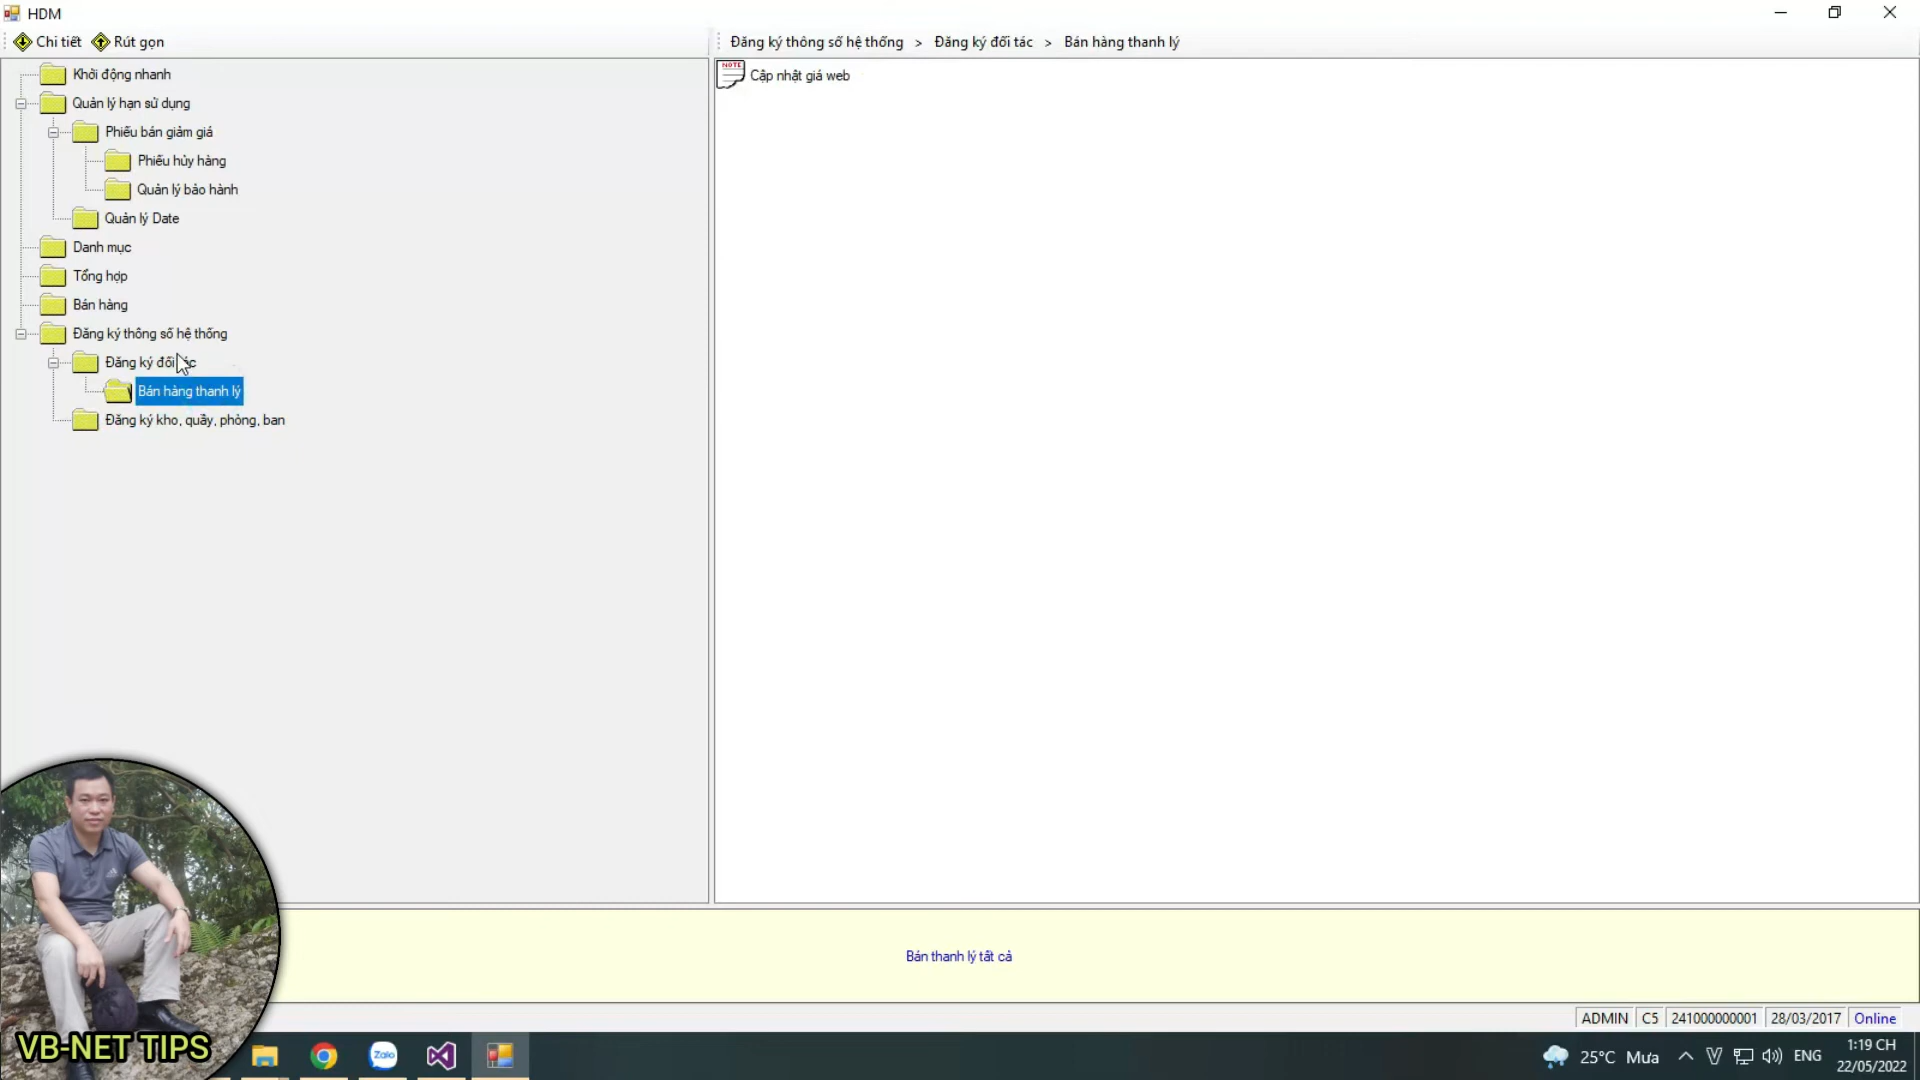 HDM
Chi tiết Rút gọn
Đăng ký thông số hệ thống > Đăng ký đối tác > Bán hàng thanh lý
Khởi động nhanh
Quản lý hạn sử dụng
Phiếu bán giảm giá
Phiếu hủy hàng
Quản lý bảo hành
Quản lý Date
Danh mục
Tổng hợp
Bán hàng
Đăng ký thông số hệ thống
Đăng ký đối tác
Bán hàng thanh lý
Đăng ký kho, quầy, phòng, ban
NOTE
Cập nhật giá web
Bán thanh lý tất cả
ADMIN C5 241000000001 28/03/2017 Online
VB-NET TIPS
Zalo
25°C Mưa
ENG
1:19 CH
22/05/2022